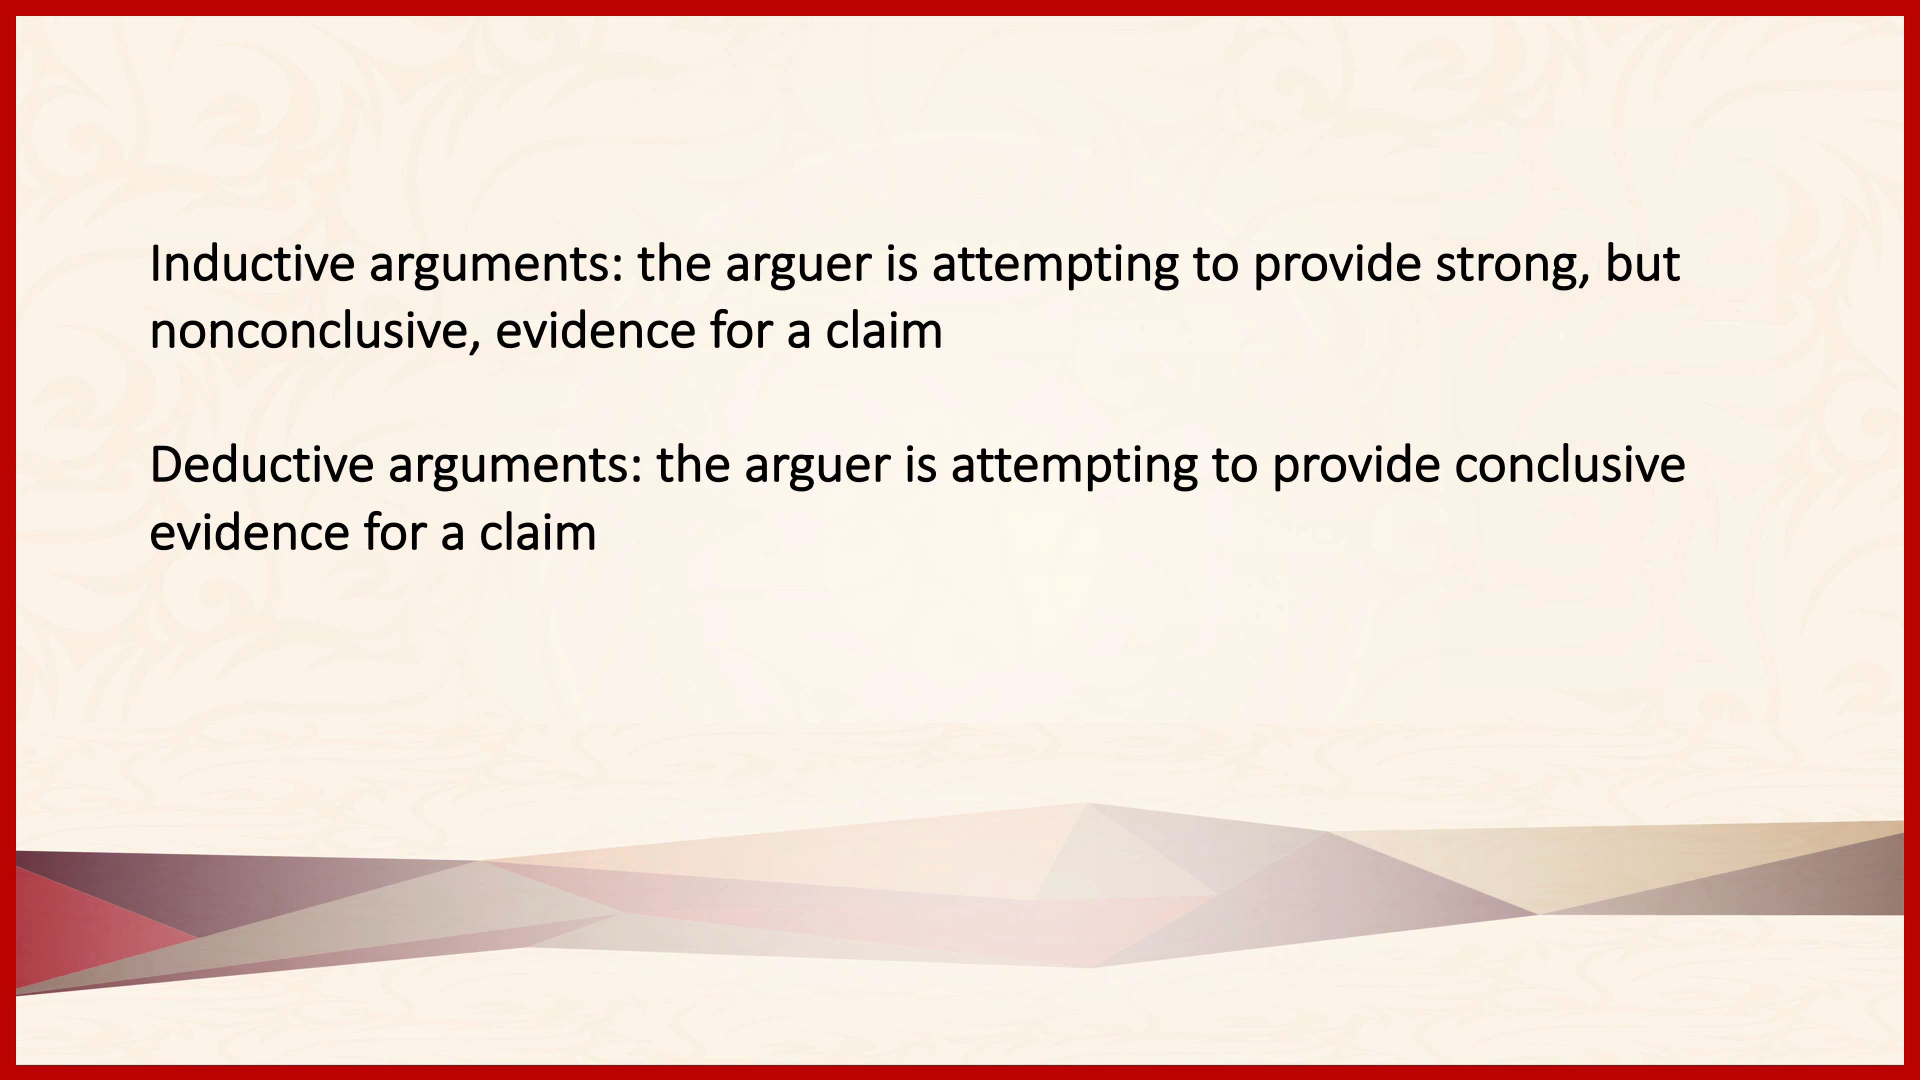 Inductive arguments: the arguer is attempting to provide strong, but
nonconclusive, evidence for a claim
Deductive arguments: the arguer is attempting to provide conclusive
evidence for a claim